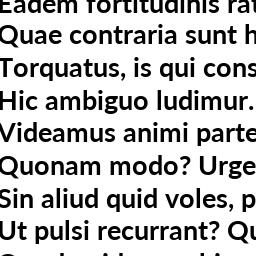 Eadem fortitudinis rat
Quae contraria sunt h
Torquatus, is qui cons
Hic ambiguo ludimur.
Videamus animi parte
Quonam modo? Urge
Sin aliud quid voles, p
Ut pulsi recurrant? Qu